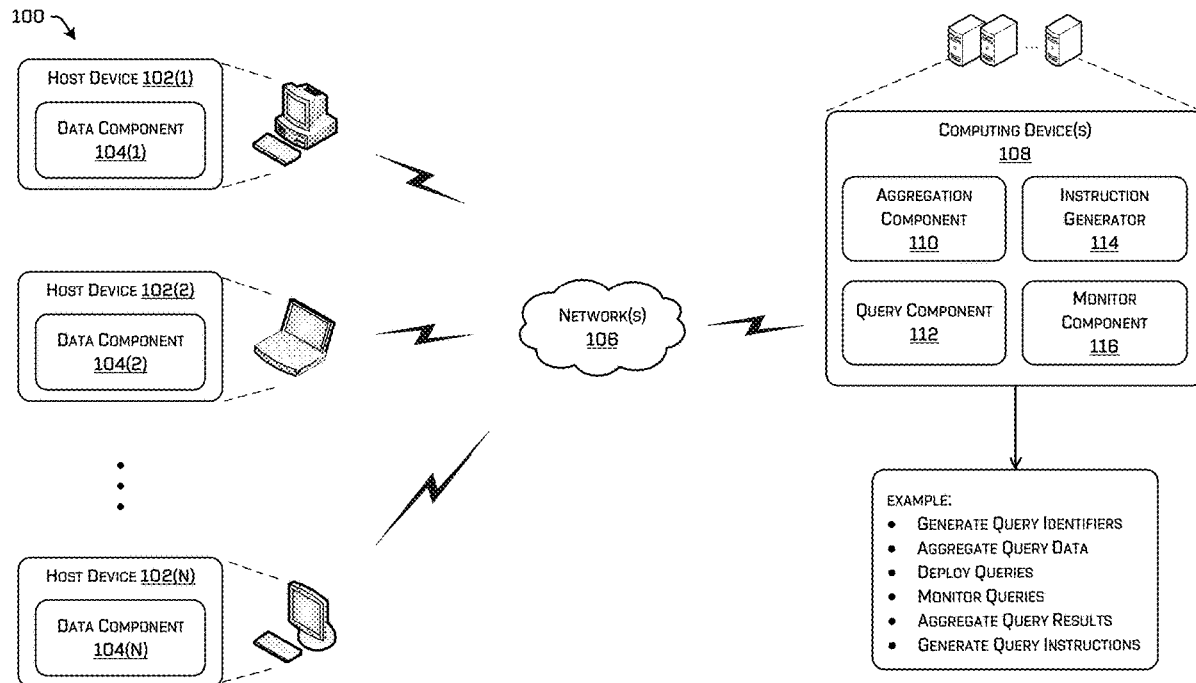 100
HOST DEVICE 102(1)
DATA COMPONENT
104(1)
HOST DEVICE 102(2)
DATA COMPONENT
104(2)
HOST DEVICE 102(N)
DATA COMPONENT
104(N)
NETWORK(S)
106
COMPUTING DEVICE(S)
108
AGGREGATION
COMPONENT
110
INSTRUCTION
GENERATOR
114
QUERY COMPONENT
112
MONITOR
COMPONENT
116
EXAMPLE:
• GENERATE QUERY IDENTIFIERS
• AGGREGATE QUERY DATA
• DEPLOY QUERIES
• MONITOR QUERIES
• AGGREGATE QUERY RESULTS
• GENERATE QUERY INSTRUCTIONS